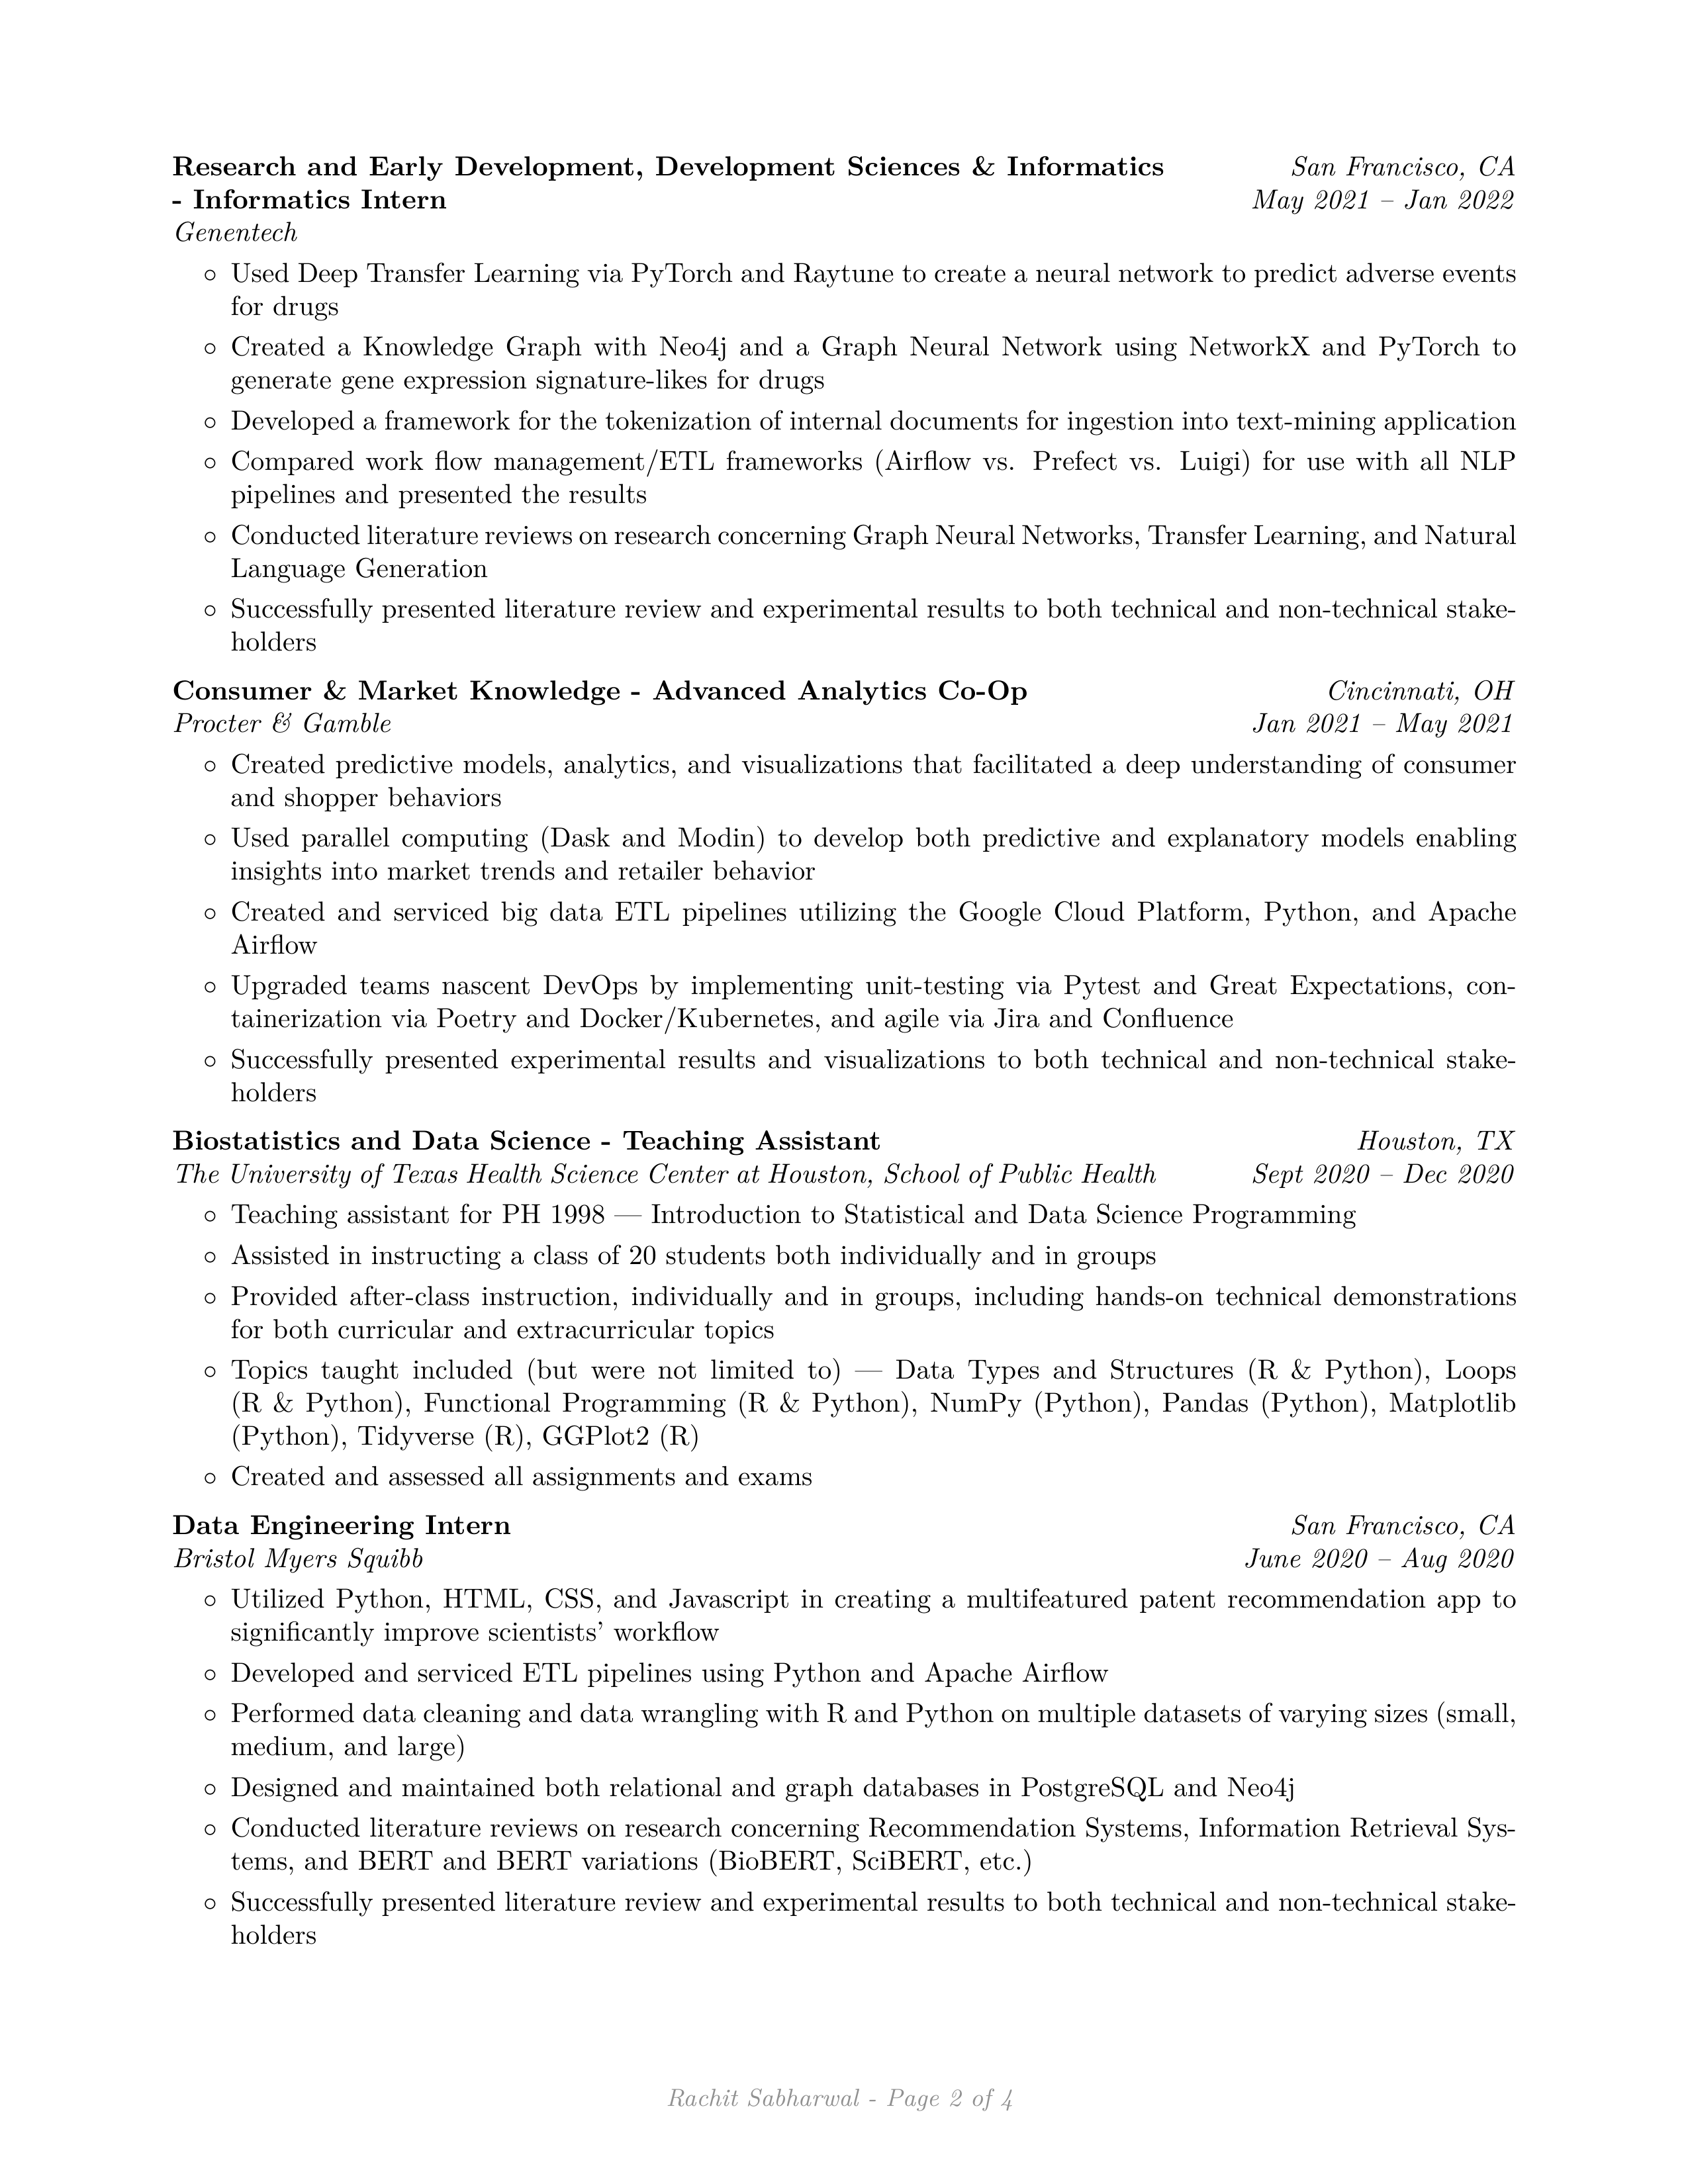 Research and Early Development, Development Sciences & Informatics San Francisco, CA
- Informatics Intern May 2021 – Jan 2022
Genentech
◦ Used Deep Transfer Learning via PyTorch and Raytune to create a neural network to predict adverse events
for drugs
◦ Created a Knowledge Graph with Neo4j and a Graph Neural Network using NetworkX and PyTorch to
generate gene expression signature-likes for drugs
◦ Developed a framework for the tokenization of internal documents for ingestion into text-mining application
◦ Compared work flow management/ETL frameworks (Airflow vs. Prefect vs. Luigi) for use with all NLP
pipelines and presented the results
◦ Conducted literature reviews on research concerning Graph Neural Networks, Transfer Learning, and Natural
Language Generation
◦ Successfully presented literature review and experimental results to both technical and non-technical stake-
holders
Consumer & Market Knowledge - Advanced Analytics Co-Op Cincinnati, OH
Procter & Gamble Jan 2021 – May 2021
◦ Created predictive models, analytics, and visualizations that facilitated a deep understanding of consumer
and shopper behaviors
◦ Used parallel computing (Dask and Modin) to develop both predictive and explanatory models enabling
insights into market trends and retailer behavior
◦ Created and serviced big data ETL pipelines utilizing the Google Cloud Platform, Python, and Apache
Airflow
◦ Upgraded teams nascent DevOps by implementing unit-testing via Pytest and Great Expectations, con-
tainerization via Poetry and Docker/Kubernetes, and agile via Jira and Confluence
◦ Successfully presented experimental results and visualizations to both technical and non-technical stake-
holders
Biostatistics and Data Science - Teaching Assistant Houston, TX
The University of Texas Health Science Center at Houston, School of Public Health Sept 2020 – Dec 2020
◦ Teaching assistant for PH 1998 — Introduction to Statistical and Data Science Programming
◦ Assisted in instructing a class of 20 students both individually and in groups
◦ Provided after-class instruction, individually and in groups, including hands-on technical demonstrations
for both curricular and extracurricular topics
◦ Topics taught included (but were not limited to) — Data Types and Structures (R & Python), Loops
(R & Python), Functional Programming (R & Python), NumPy (Python), Pandas (Python), Matplotlib
(Python), Tidyverse (R), GGPlot2 (R)
◦ Created and assessed all assignments and exams
Data Engineering Intern San Francisco, CA
Bristol Myers Squibb June 2020 – Aug 2020
◦ Utilized Python, HTML, CSS, and Javascript in creating a multifeatured patent recommendation app to
significantly improve scientists’ workflow
◦ Developed and serviced ETL pipelines using Python and Apache Airflow
◦ Performed data cleaning and data wrangling with R and Python on multiple datasets of varying sizes (small,
medium, and large)
◦ Designed and maintained both relational and graph databases in PostgreSQL and Neo4j
◦ Conducted literature reviews on research concerning Recommendation Systems, Information Retrieval Sys-
tems, and BERT and BERT variations (BioBERT, SciBERT, etc.)
◦ Successfully presented literature review and experimental results to both technical and non-technical stake-
holders
Rachit Sabharwal - Page 2 of 4